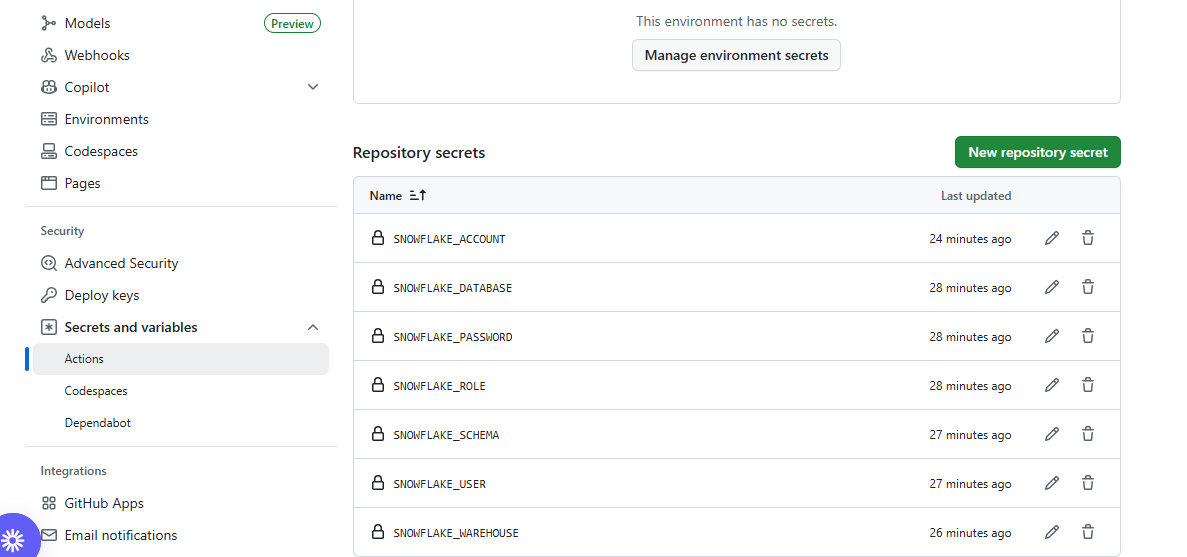 Models Preview
Webhooks
Copilot
Environments
Codespaces
Pages
Security
Advanced Security
Deploy keys
Secrets and variables
Actions
Codespaces
Dependabot
Integrations
GitHub Apps
Email notifications
This environment has no secrets.
Manage environment secrets
Repository secrets New repository secret
Name Last updated
SNOWFLAKE_ACCOUNT 24 minutes ago
SNOWFLAKE_DATABASE 28 minutes ago
SNOWFLAKE_PASSWORD 28 minutes ago
SNOWFLAKE_ROLE 28 minutes ago
SNOWFLAKE_SCHEMA 27 minutes ago
SNOWFLAKE_USER 27 minutes ago
SNOWFLAKE_WAREHOUSE 26 minutes ago